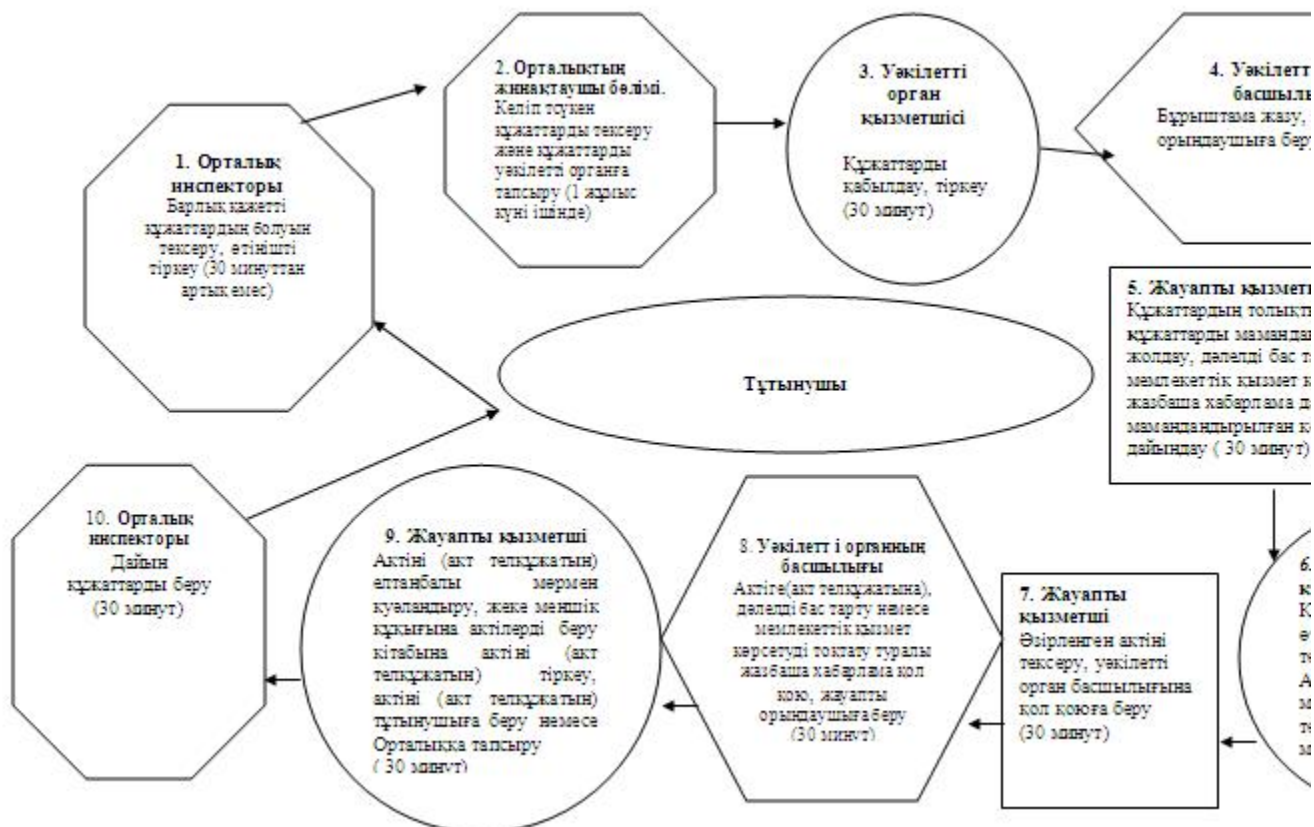 1. Орталық
инспекторы
Барлық қажетті
құжаттардың болуын
тексеру, өтінішті
тіркеу (30 минуттан
артық емес)
2. Орталықтың
жинақтаушы бөлімі.
Келіп тсүкен
құжаттарды тексеру
және құжаттарды
уәкілетті органға
тапсыру (1 жұмыс
күні ішінде)
3. Уәкілетті
орган
қызметшісі
Құжаттарды
қабылдау, тіркеу
(30 минут)
4. Уәкілетт
басшылы
Бұрыштама жазу,
орындаушыға беру
5. Жауапты қызмет
Құжаттардың толықт
құжаттарды маманда
жолдау, дәлелді бас т
мемлекеттік қызмет к
жазбаша хабарлама д
мамандандырылған к
дайындау ( 30 минут)
Тұтынушы
6.
қ
Қ
ө
те
А
м
те
м
7. Жауапты
қызметші
Әзірленген актіні
тексеру, уәкілетті
орган басшылығына
қол қоюға беру
(30 минут)
8. Уәкілетт і органның
басшылығы
Актіге(акт телқұжатына),
дәлелді бас тарту немесе
мемлекеттік қызмет
көрсетуді тоқтату туралы
жазбаша хабарлама қол
қою, жауапты
орындаушыға беру
(30 минут)
9. Жауапты қызметші
Актіні (акт телқұжатын)
елтаңбалы мөрмен
куәландыру, жеке меншік
құқығына актілерді беру
кітабына актіні (акт
телқұжатын) тіркеу,
актіні (акт телқұжатын)
тұтынушыға беру немесе
Орталыққа тапсыру
( 30 минут)
10. Орталық
инспекторы
Дайын
құжаттарды беру
(30 минут)